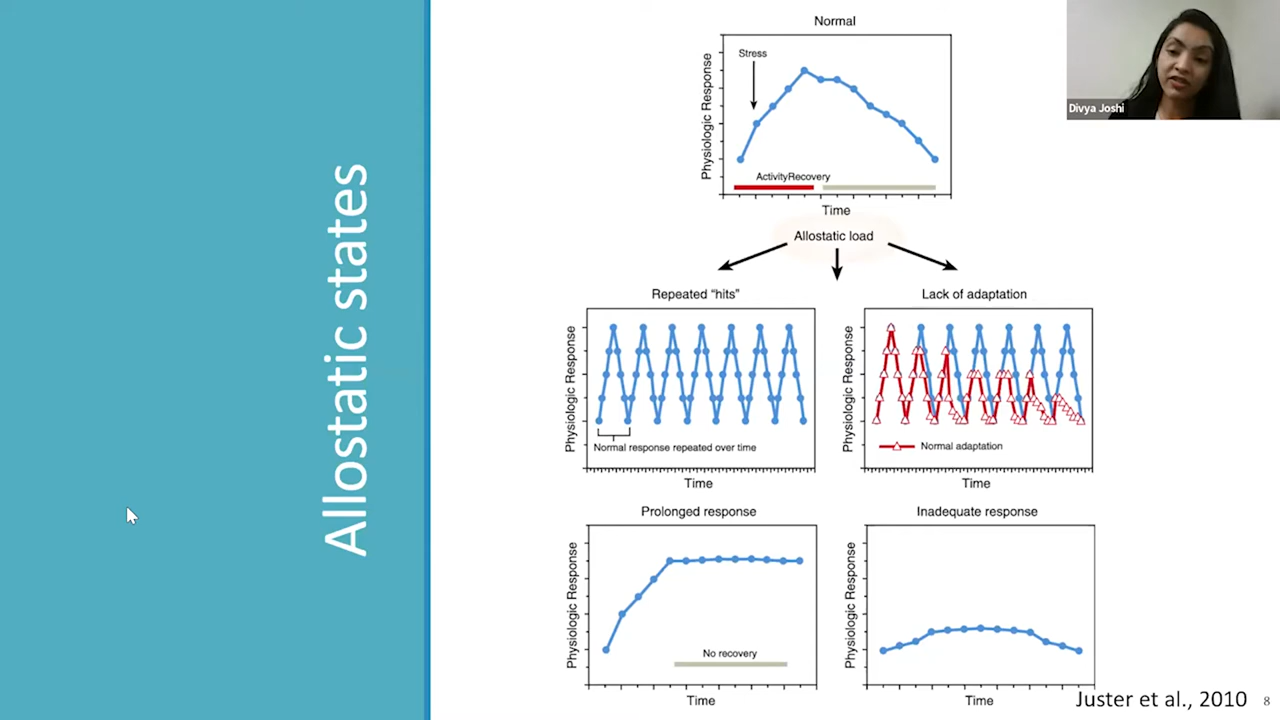 Allostatic states
Normal
Stress
Physiologic Response
ActivityRecovery
Time
Divya Joshi
Allostatic load
Repeated “hits”
Physiologic Response
Normal response repeated over time
Time
Lack of adaptation
Physiologic Response
Normal adaptation
Time
Prolonged response
Physiologic Response
No recovery
Time
Inadequate response
Physiologic Response
Time
Juster et al., 2010
8